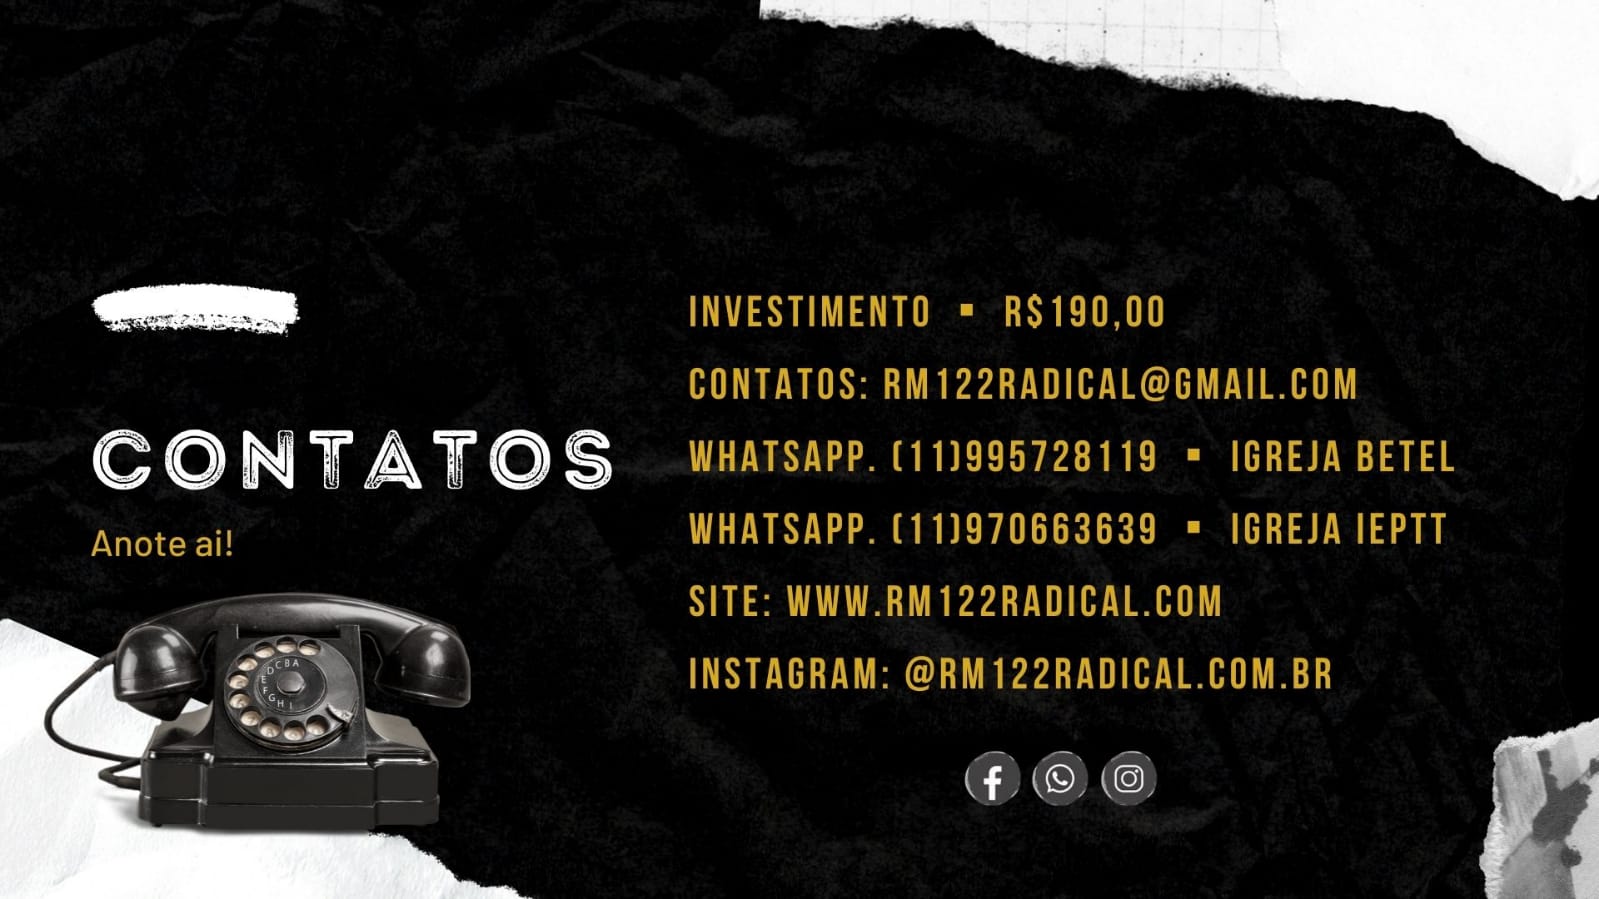 CONTATOS
Anote ai!
INVESTIMENTO ▪ R$190,00
CONTATOS: RM122RADICAL@GMAIL.COM
WHATSAPP. (11)995728119 ▪ IGREJA BETEL
WHATSAPP. (11)970663639 ▪ IGREJA IEPTT
SITE: WWW.RM122RADICAL.COM
INSTAGRAM: @RM122RADICAL.COM.BR